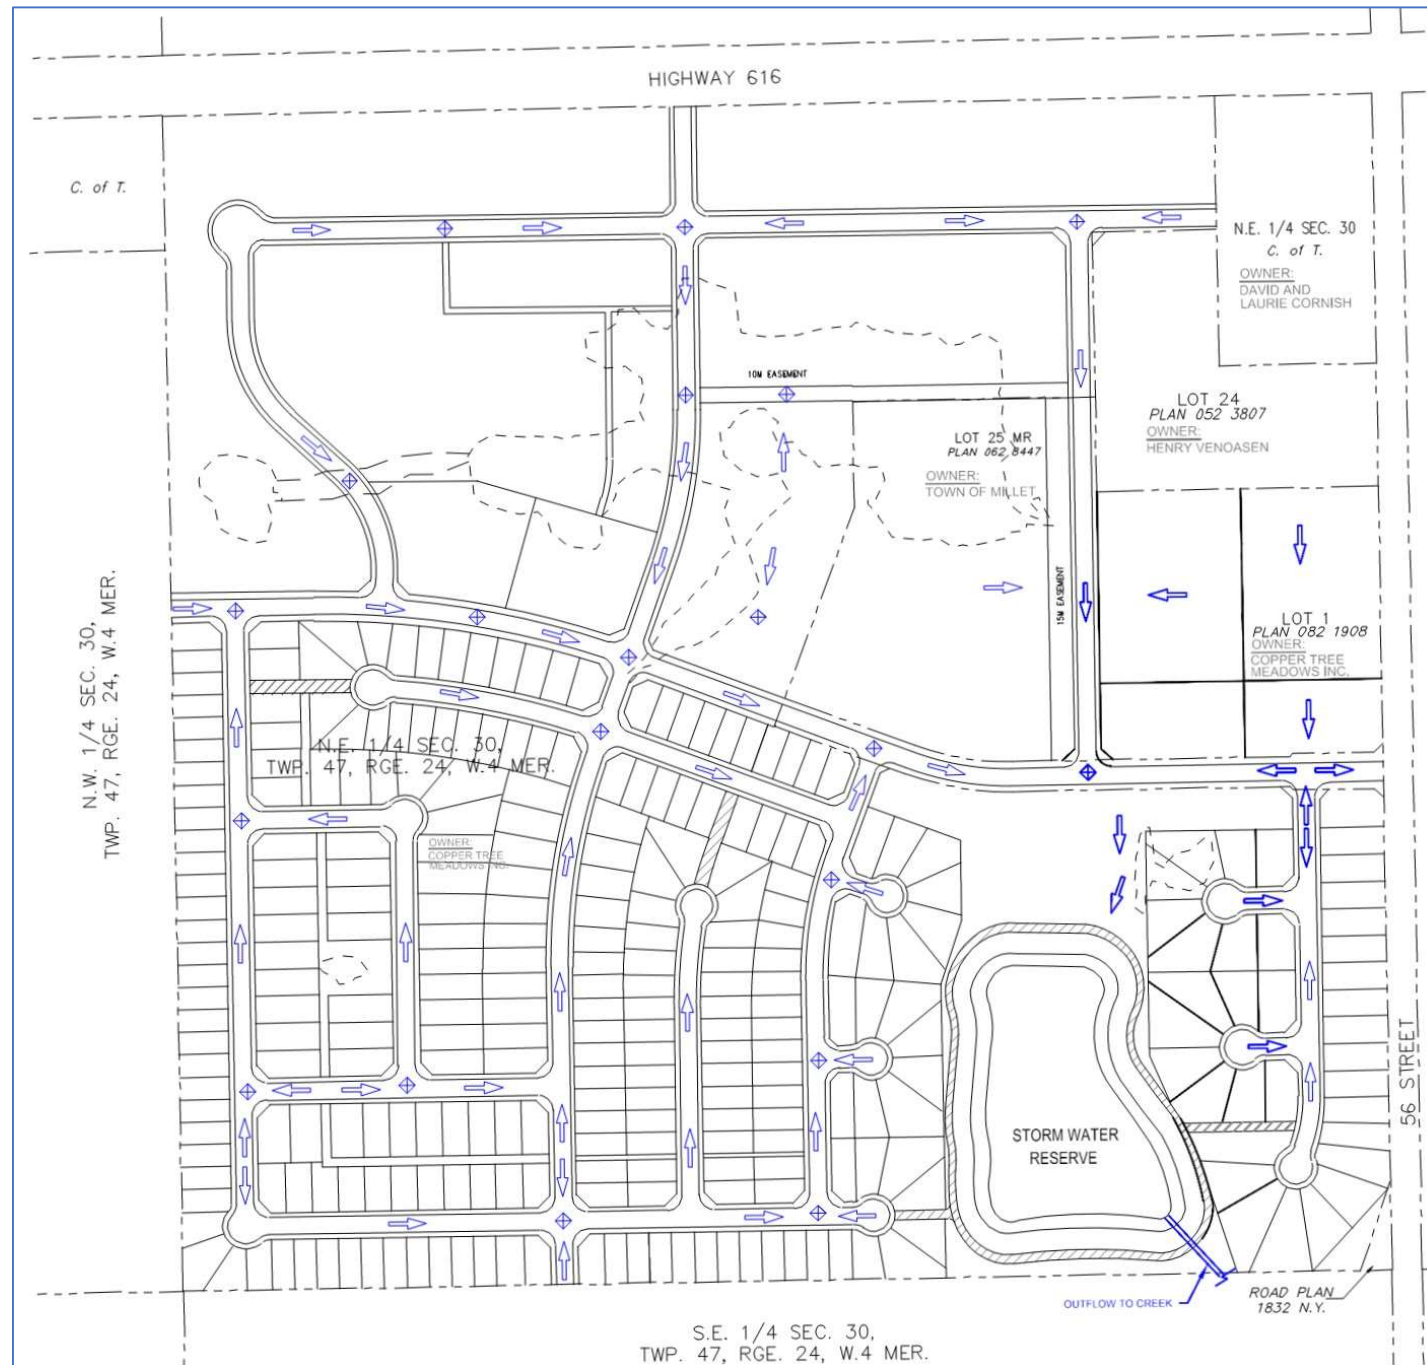 HIGHWAY 616
C. of T.
N.E. 1/4 SEC. 30
C. of T.
OWNER:
DAVID AND
LAURIE CORNISH
10M EASEMENT
LOT 24
PLAN 052 3807
OWNER:
HENRY VENOASEN
LOT 25 MR
PLAN 062 8447
OWNER:
TOWN OF MILLET
15M EASEMENT
LOT 1
PLAN 082 1908
OWNER:
COPPER TREE
MEADOWS INC.
N.W. 1/4 SEC. 30,
TWP. 47, RGE. 24, W.4 MER.
N.E. 1/4 SEC. 30,
TWP. 47, RGE. 24, W.4 MER.
OWNER:
COPPER TREE
MEADOWS INC.
STORM WATER
RESERVE
56 STREET
OUTFLOW TO CREEK
ROAD PLAN
1832 N.Y.
S.E. 1/4 SEC. 30,
TWP. 47, RGE. 24, W.4 MER.